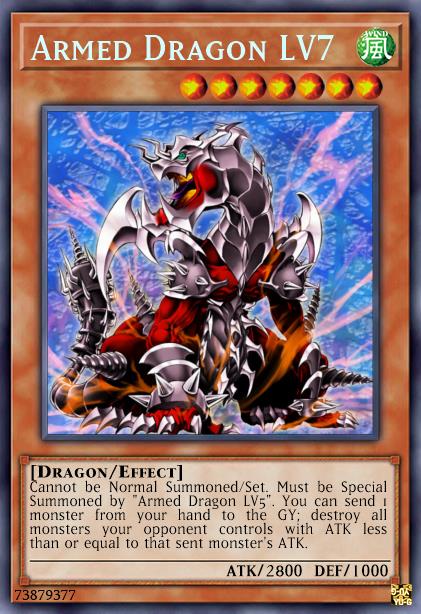 Armed Dragon LV7
WIND
風
[Dragon/Effect]
Cannot be Normal Summoned/Set. Must be Special
Summoned by "Armed Dragon LV5". You can send 1
monster from your hand to the GY; destroy all
monsters your opponent controls with ATK less
than or equal to that sent monster's ATK.
ATK/2800 DEF/1000
73879377